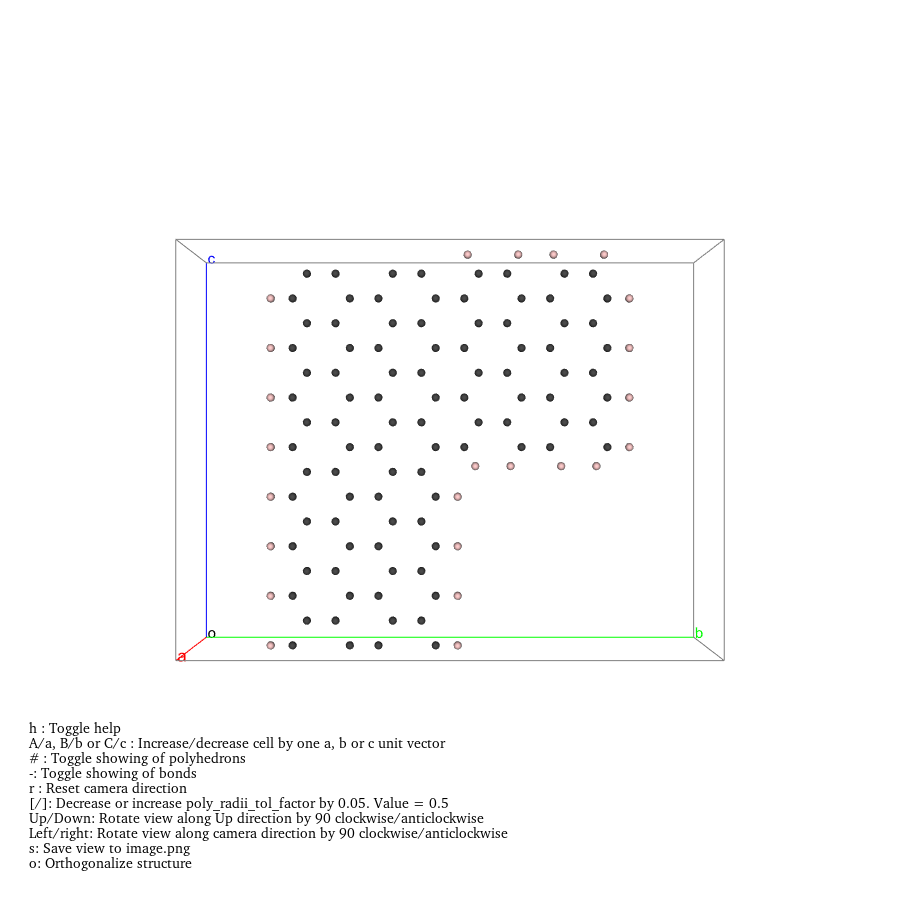 c
o
b
a
h : Toggle help
A/a, B/b or C/c : Increase/decrease cell by one a, b or c unit vector
# : Toggle showing of polyhedrons
-: Toggle showing of bonds
r : Reset camera direction
[/]: Decrease or increase poly_radii_tol_factor by 0.05. Value = 0.5
Up/Down: Rotate view along Up direction by 90 clockwise/anticlockwise
Left/right: Rotate view along camera direction by 90 clockwise/anticlockwise
s: Save view to image.png
o: Orthogonalize structure